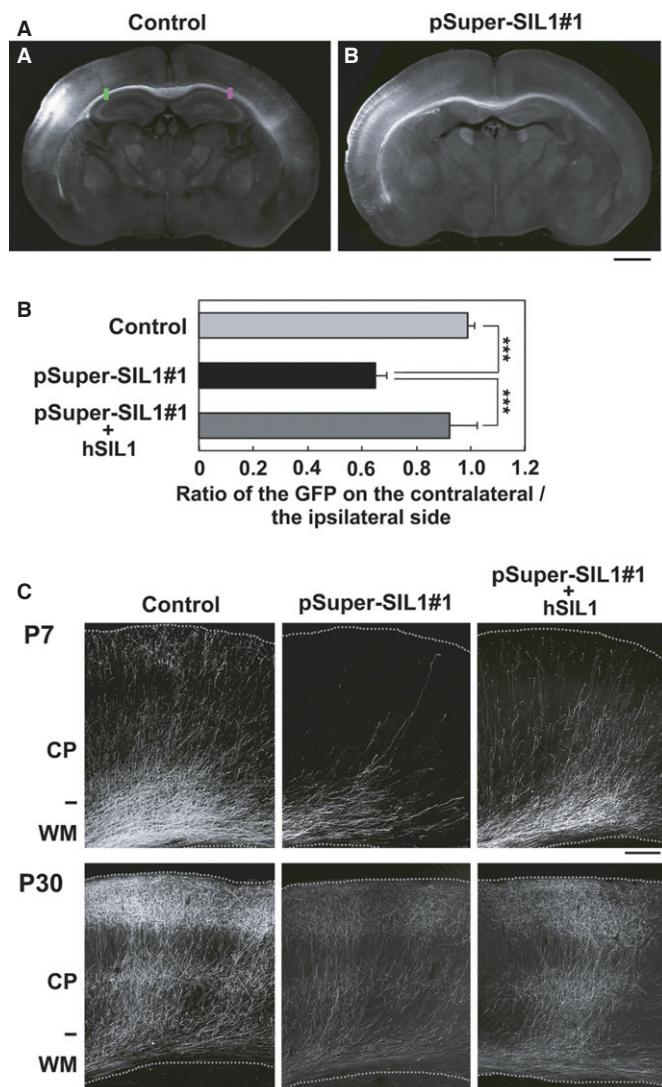 A
Control
pSuper-SIL1#1
A
B
B
Control
pSuper-SIL1#1
pSuper-SIL1#1
+
hSIL1
***
***
0 0.2 0.4 0.6 0.8 1.0 1.2
Ratio of the GFP on the contralateral /
the ipsilateral side
C
Control
pSuper-SIL1#1
pSuper-SIL1#1
+
hSIL1
P7
CP
WM
P30
CP
WM